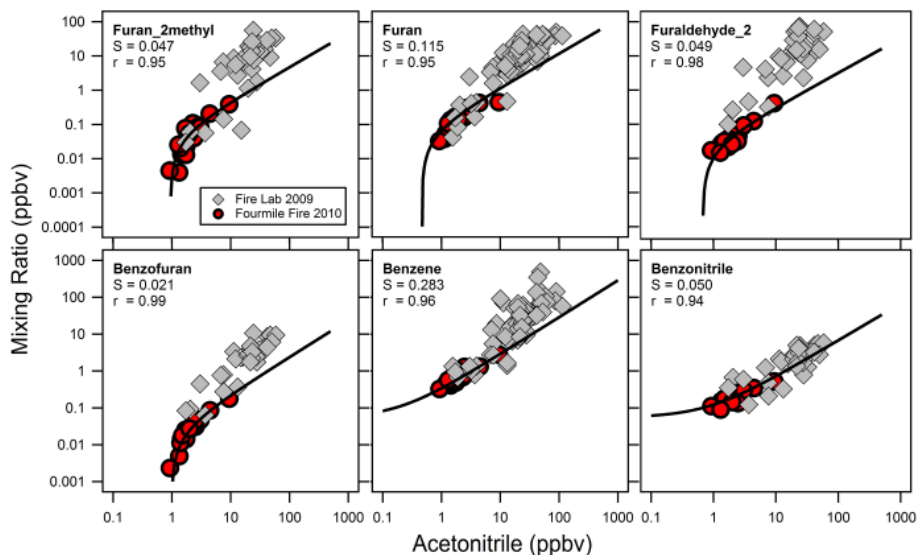 Mixing Ratio (ppbv)
100
10
1
0.1
0.01
0.001
0.0001
Furan_2methyl
S = 0.047
r = 0.95
Fire Lab 2009
Fourmile Fire 2010
Furan
S = 0.115
r = 0.95
Furaldehyde_2
S = 0.049
r = 0.98
1000
100
10
1
0.1
0.01
0.001
Benzofuran
S = 0.021
r = 0.99
Benzene
S = 0.283
r = 0.96
Benzonitrile
S = 0.050
r = 0.94
0.1 1 10 100 1000 0.1 1 10 100 1000 0.1 1 10 100 1000
Acetonitrile (ppbv)